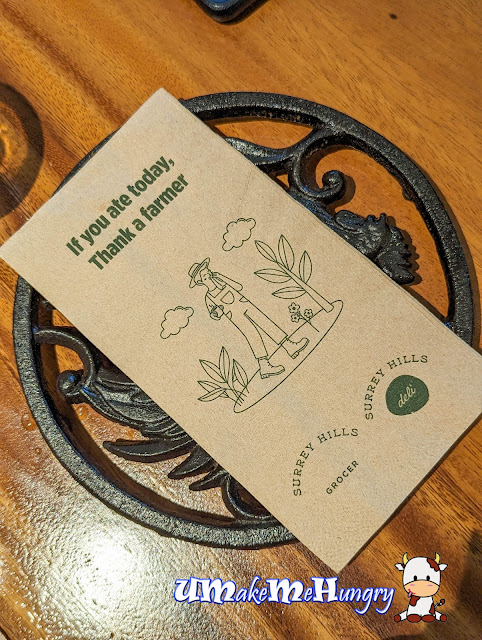 If you ate today,
Thank a farmer
SURREY HILLS
GROCER
SURREY HILLS
deli
UMakeMeHungry